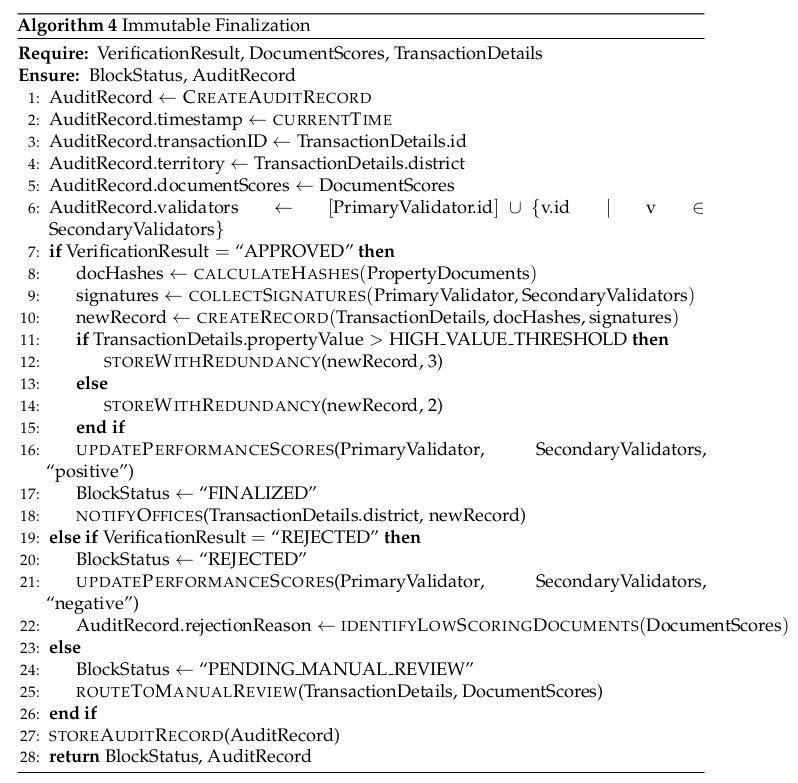 Algorithm 4 Immutable Finalization
Require: VerificationResult, DocumentScores, TransactionDetails
Ensure: BlockStatus, AuditRecord
1: AuditRecord ← CREATEAUDITRECORD
2: AuditRecord.timestamp ← CURRENTTIME
3: AuditRecord.transactionID ← TransactionDetails.id
4: AuditRecord.territory ← TransactionDetails.district
5: AuditRecord.documentScores ← DocumentScores
6: AuditRecord.validators ← [PrimaryValidator.id] ∪ {v.id | v ∈
SecondaryValidators}
7: if VerificationResult = “APPROVED” then
8: docHashes ← CALCULATEHASHES(PropertyDocuments)
9: signatures ← COLLECTSIGNATURES(PrimaryValidator, SecondaryValidators)
10: newRecord ← CREATERECORD(TransactionDetails, docHashes, signatures)
11: if TransactionDetails.propertyValue > HIGH_VALUE_THRESHOLD then
12: STOREWITHREDUNDANCY(newRecord, 3)
13: else
14: STOREWITHREDUNDANCY(newRecord, 2)
15: end if
16: UPDATEPERFORMANCESCORES(PrimaryValidator, SecondaryValidators,
“positive”)
17: BlockStatus ← “FINALIZED”
18: NOTIFYOFFICES(TransactionDetails.district, newRecord)
19: else if VerificationResult = “REJECTED” then
20: BlockStatus ← “REJECTED”
21: UPDATEPERFORMANCESCORES(PrimaryValidator, SecondaryValidators,
“negative”)
22: AuditRecord.rejectionReason ← IDENTIFYLOWSCORINGDOCUMENTS(DocumentScores)
23: else
24: BlockStatus ← “PENDING_MANUAL_REVIEW”
25: ROUTETOMANUALREVIEW(TransactionDetails, DocumentScores)
26: end if
27: STOREAUDITRECORD(AuditRecord)
28: return BlockStatus, AuditRecord